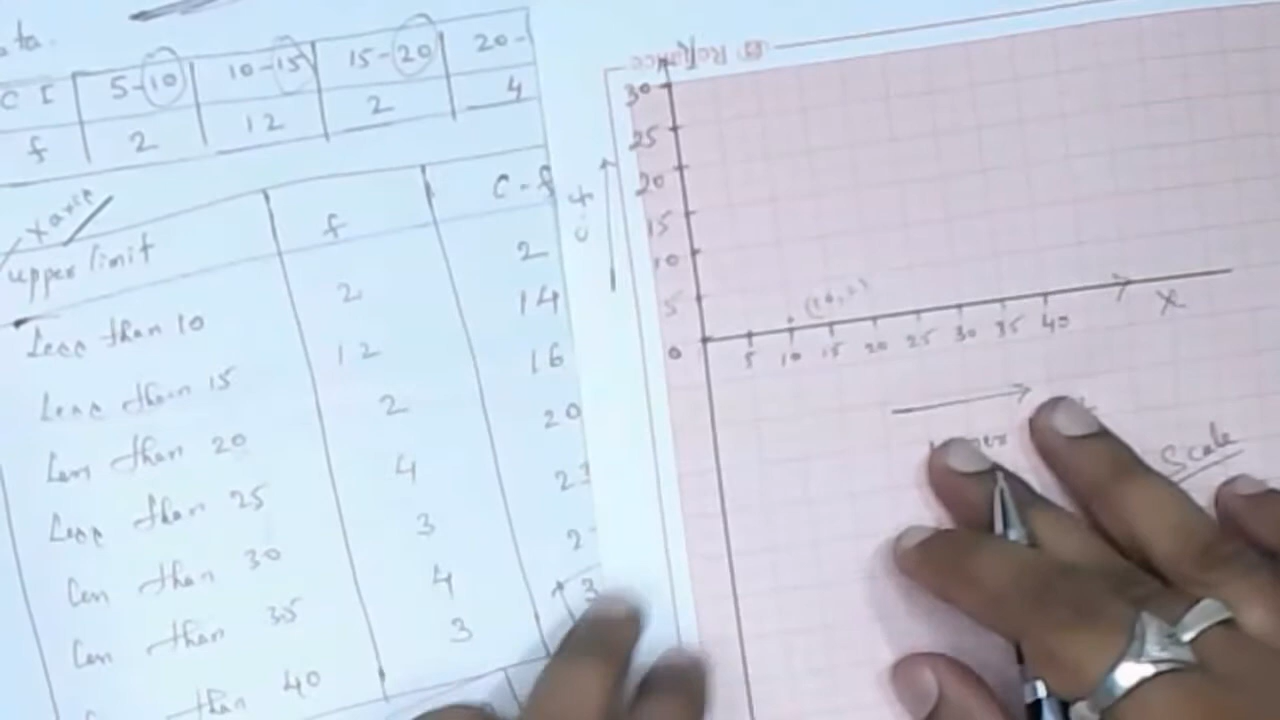 C I 5-10 10-15 15-20 20-
f 2 12 2 4
X axis
upper limit f C-f
Less than 10 2 2
Less than 15 12 14
Less than 20 2 16
Less than 25 4 20
Less than 30 3
Less than 35 4
than 40 3
Reliance
30
25
20
15
10
5
0
C.f
(10,2)
5 10 15 20 25 30 35 40
X
Scale